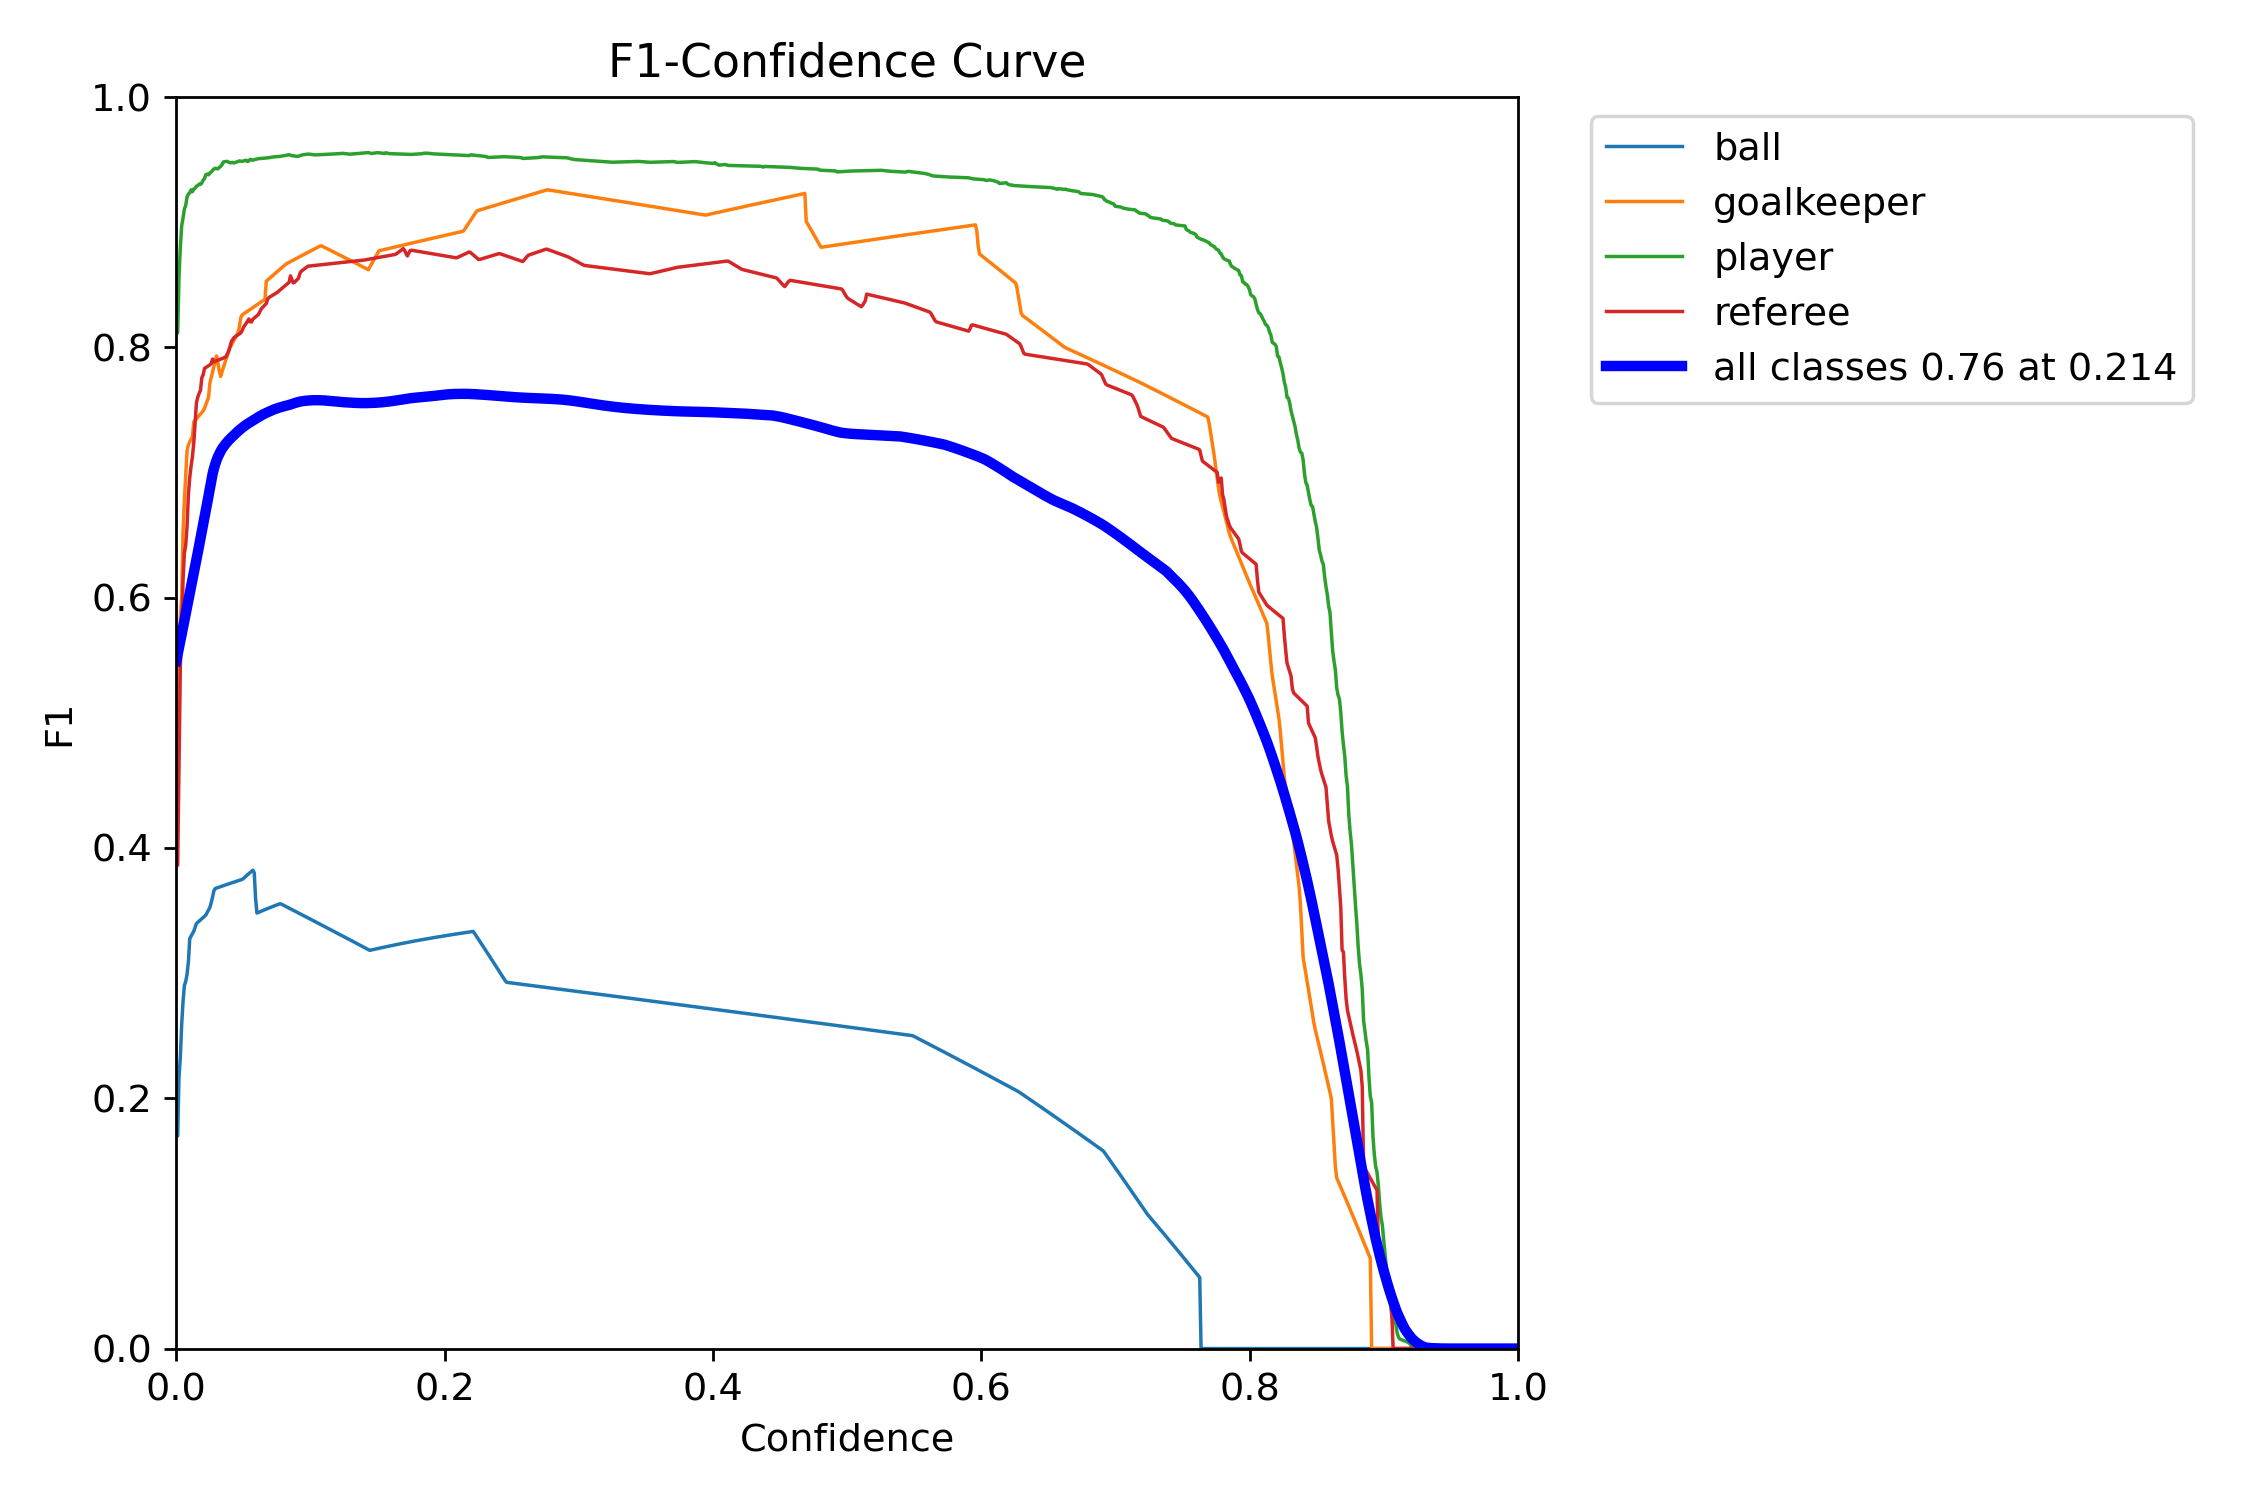 F1-Confidence Curve
1.0
0.8
0.6
0.4
0.2
0.0
F1
0.0 0.2 0.4 0.6 0.8 1.0
Confidence
ball
goalkeeper
player
referee
all classes 0.76 at 0.214